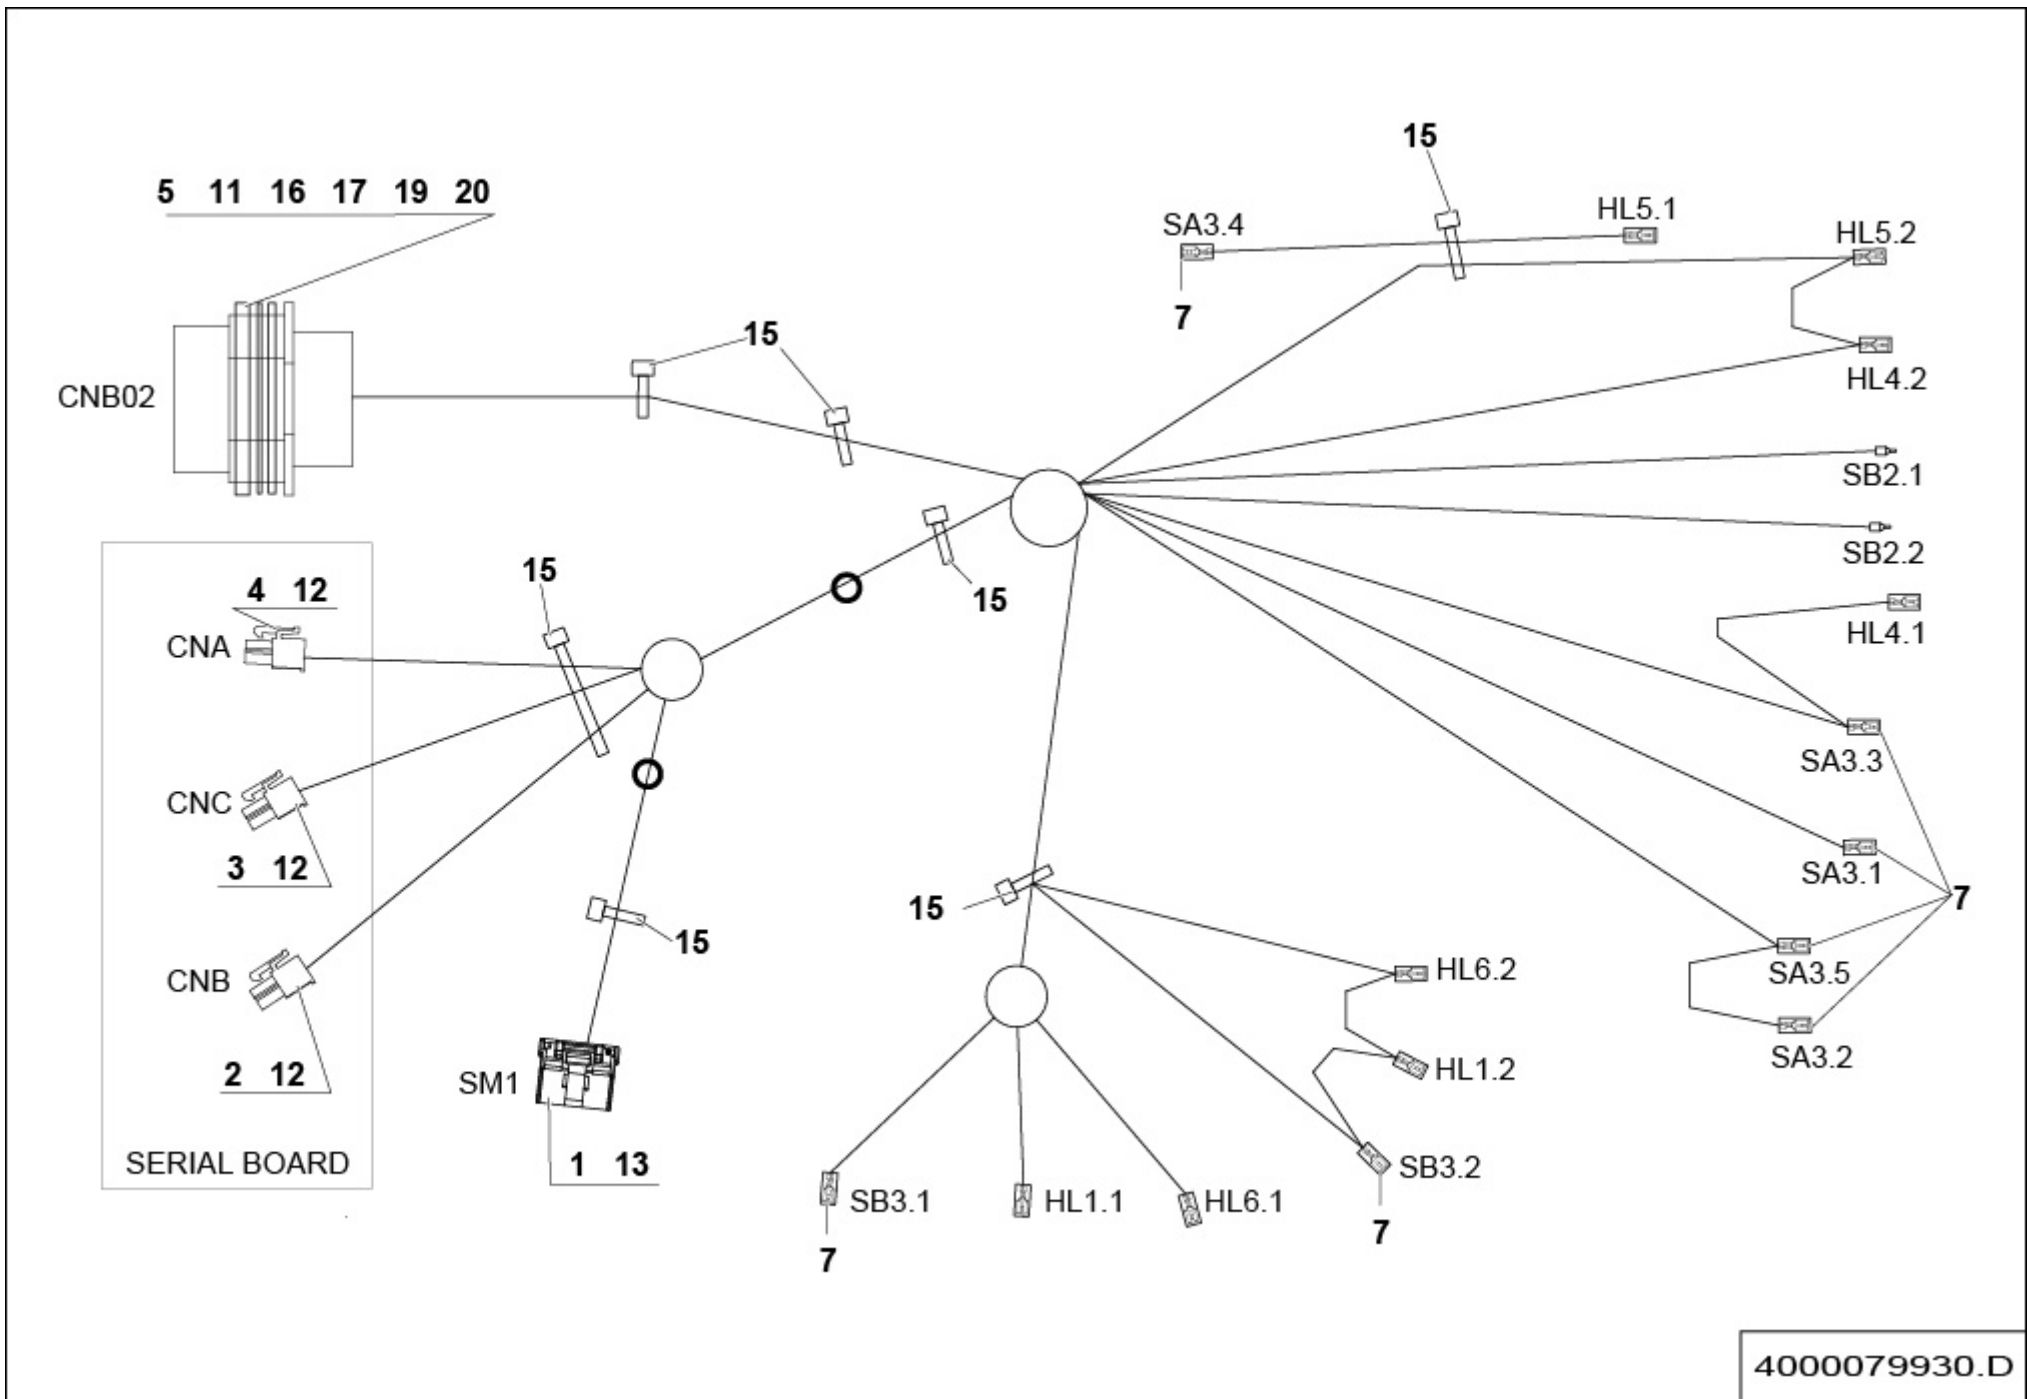 15
5 11 16 17 19 20
SA3.4
HL5.1
HL5.2
7
15
CNB02
HL4.2
SB2.1
SB2.2
15
15
4 12
CNA
HL4.1
SA3.3
CNC
3 12
SA3.1
7
15
15
CNB
HL6.2
SA3.5
2 12
SM1
HL1.2
SA3.2
SERIAL BOARD
1 13
SB3.2
SB3.1
HL1.1
HL6.1
7
7
4000079930.D